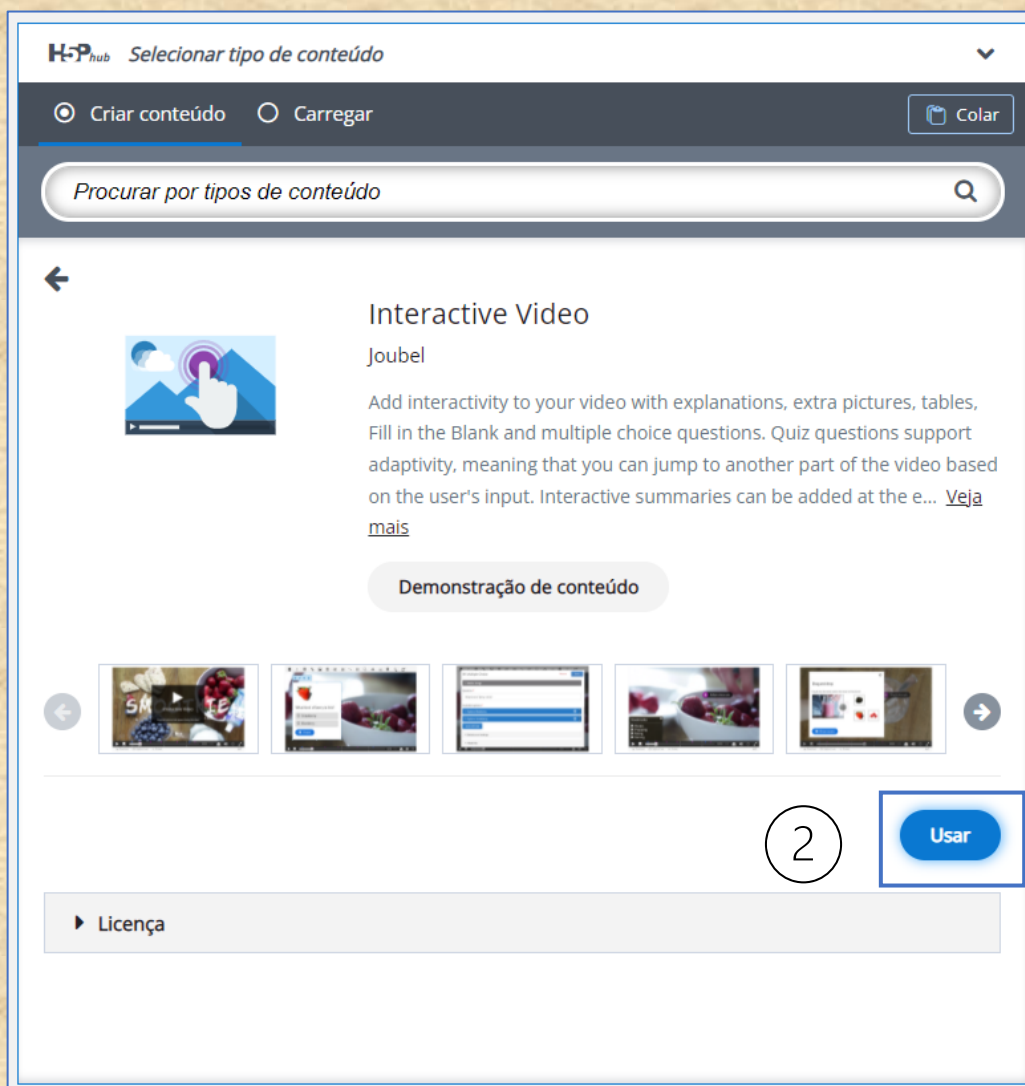 H5Phub Selecionar tipo de conteúdo
Criar conteúdo Carregar Colar
Procurar por tipos de conteúdo
Interactive Video
Joubel
Add interactivity to your video with explanations, extra pictures, tables,
Fill in the Blank and multiple choice questions. Quiz questions support
adaptivity, meaning that you can jump to another part of the video based
on the user's input. Interactive summaries can be added at the e... Veja
mais
Demonstração de conteúdo
2 Usar
Licença